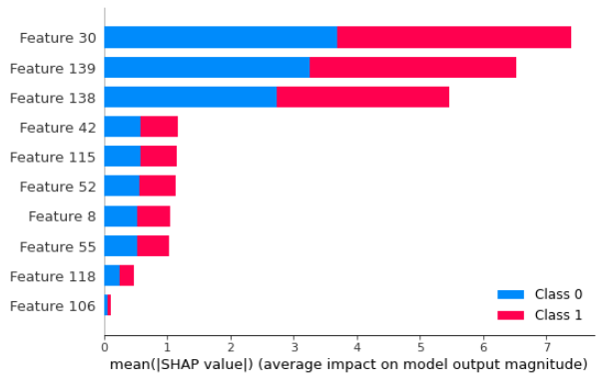 Feature 30
Feature 139
Feature 138
Feature 42
Feature 115
Feature 52
Feature 8
Feature 55
Feature 118
Feature 106
Class 0
Class 1
0 1 2 3 4 5 6 7
mean(|SHAP value|) (average impact on model output magnitude)